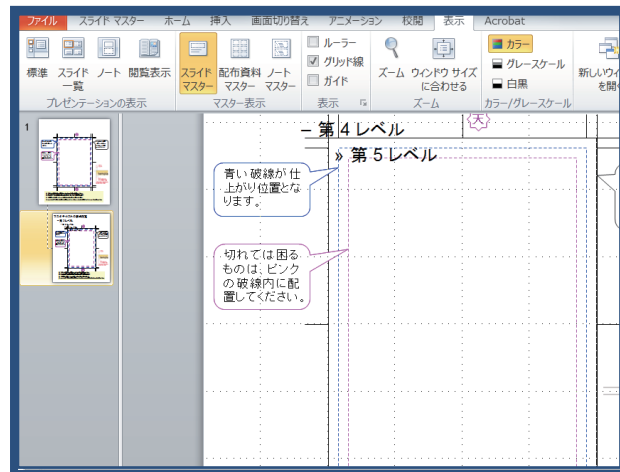 ファイル スライド マスター ホーム 挿入 画面切り替え アニメーション 校閲 表示 Acrobat
ルーラー カラー
グリッド線 グレースケール
ガイド 白黒
標準 スライド ノート 閲覧表示 スライド 配布資料 ノート ズーム ウィンドウ サイズ 新しいウィ
一覧 マスター マスター マスター に合わせる を開く
プレゼンテーションの表示 マスター表示 表示 ズーム カラー/グレースケール
1
– 第 4 レベル
天
» 第 5 レベル
青い破線が仕
上がり位置とな
ります。
切れては困る
ものは、ピンク
の破線内に配
置してください。